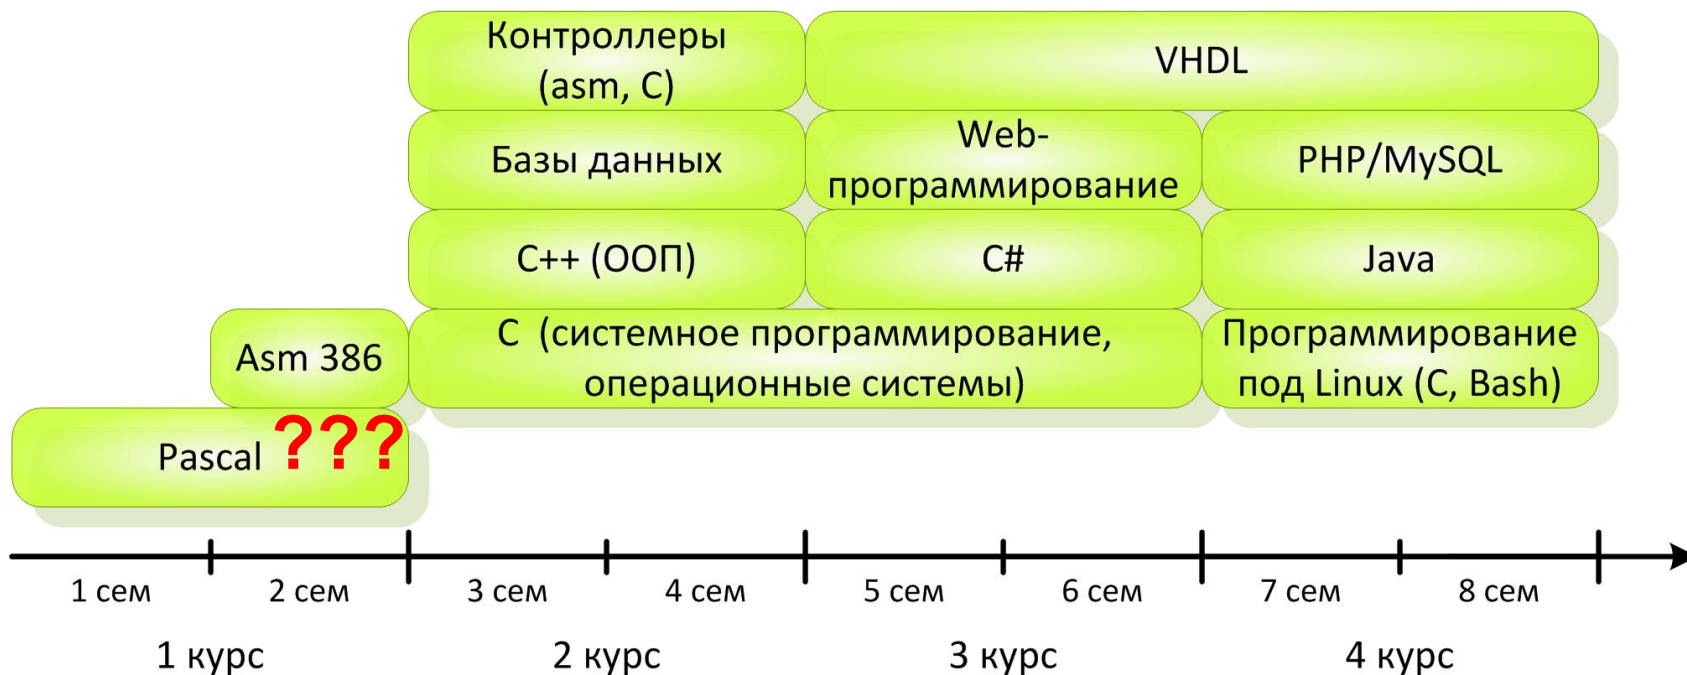 Контроллеры
(asm, C)
VHDL
Базы данных
Web-
программирование
PHP/MySQL
C++ (ООП)
C#
Java
Asm 386
C (системное программирование,
операционные системы)
Программирование
под Linux (C, Bash)
Pascal ???
1 сем
2 сем
3 сем
4 сем
5 сем
6 сем
7 сем
8 сем
1 курс
2 курс
3 курс
4 курс